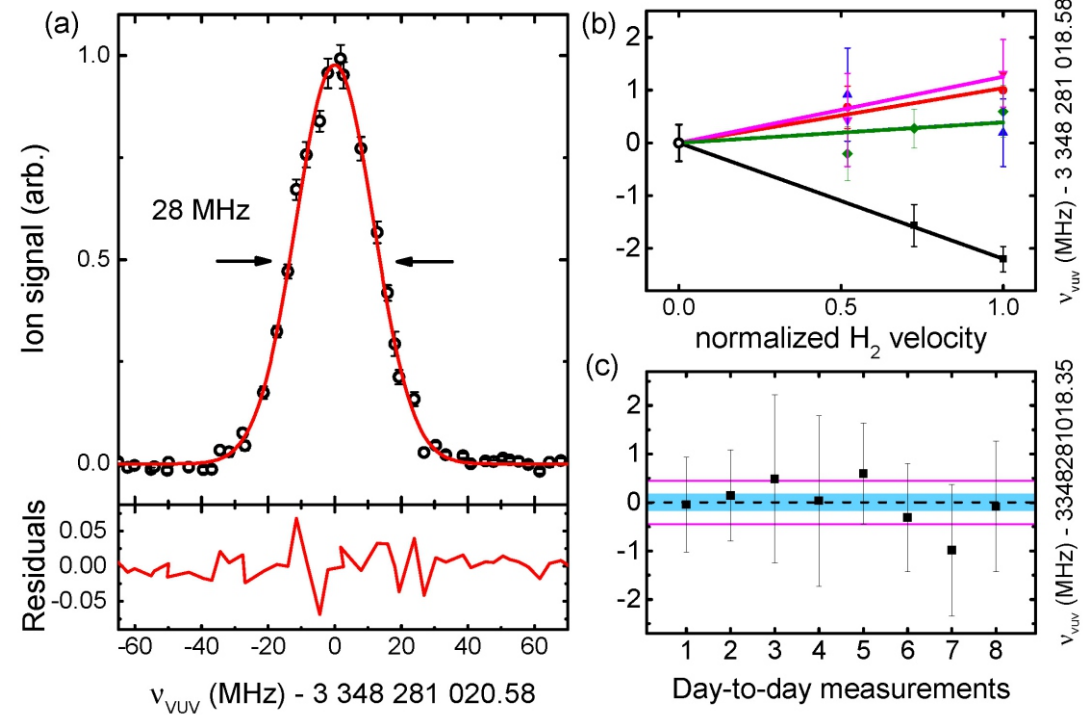 (a)
1.0
0.5
0.0
Ion signal (arb.)
28 MHz
0.05
0.00
-0.05
Residuals
-60 -40 -20 0 20 40 60
ν_VUV (MHz) - 3 348 281 020.58
(b)
2
1
0
-1
-2
0.0 0.5 1.0
normalized H₂ velocity
ν_VUV (MHz) - 3 348 281 018.58
(c)
2
1
0
-1
-2
1 2 3 4 5 6 7 8
Day-to-day measurements
ν_VUV (MHz) - 3348281018.35